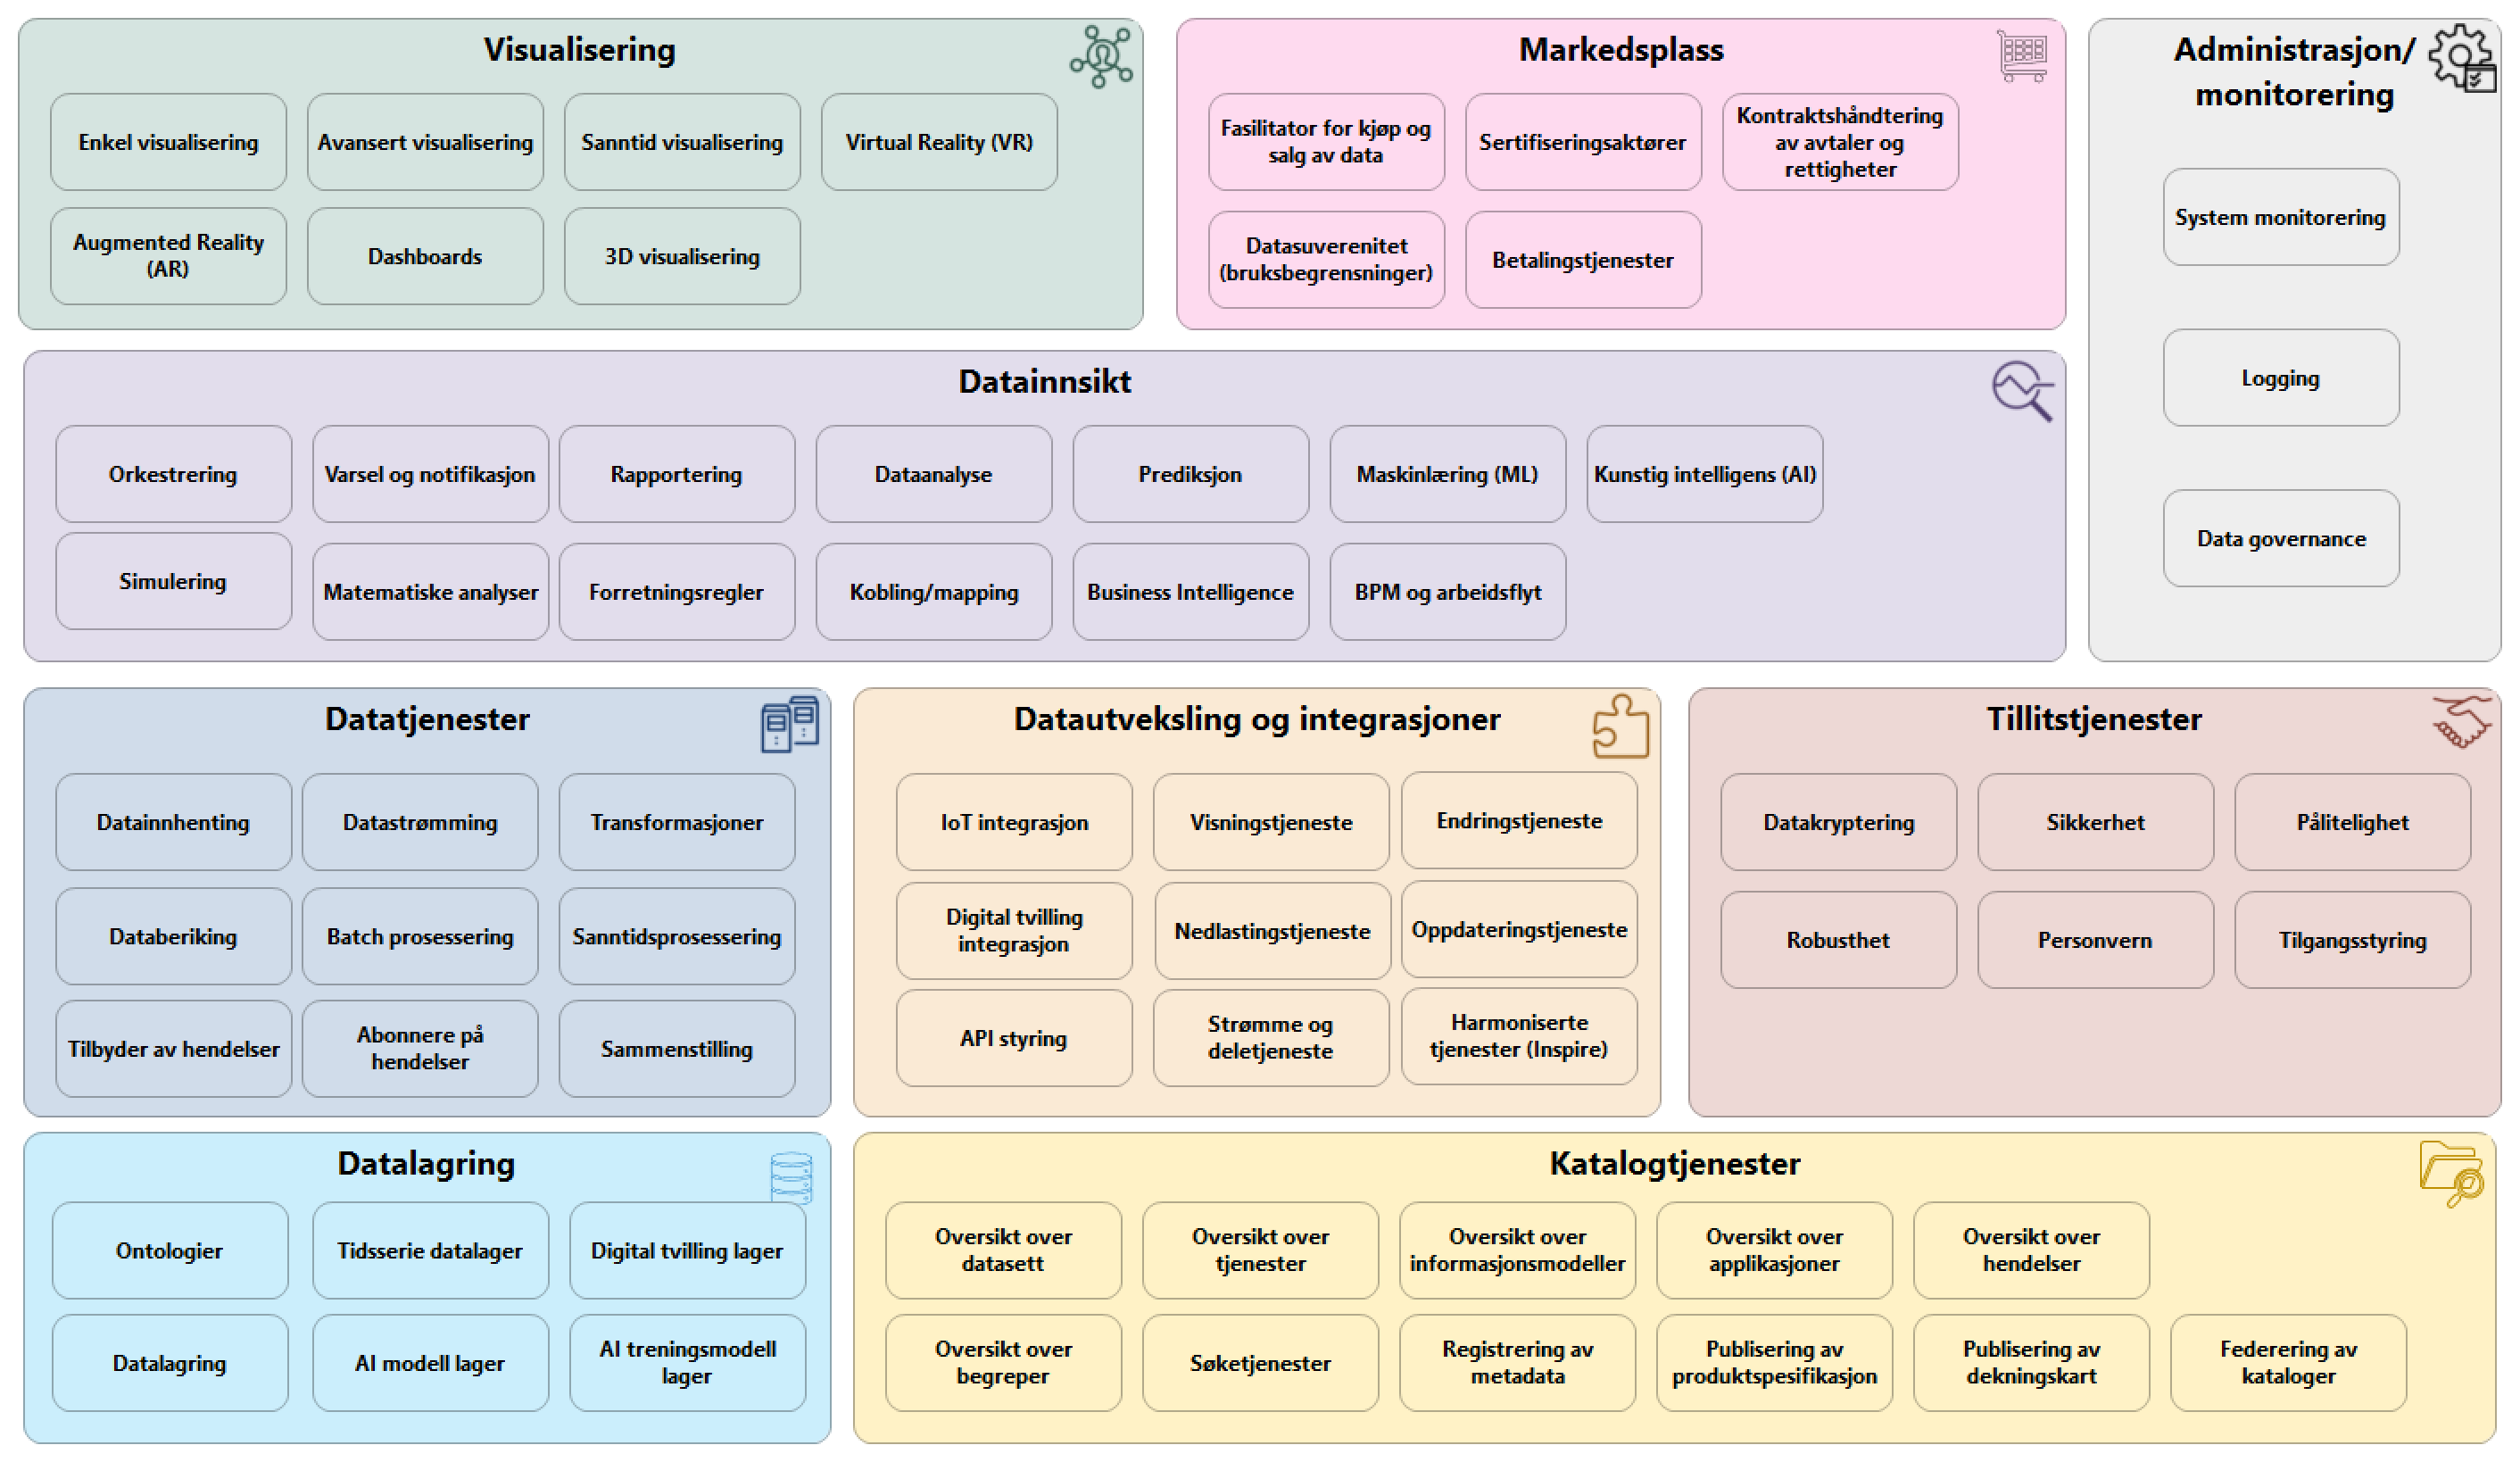 Visualisering
Enkel visualisering
Avansert visualisering
Sanntid visualisering
Virtual Reality (VR)
Augmented Reality
(AR)
Dashboards
3D visualisering
Markedsplass
Fasilitator for kjøp og
salg av data
Sertifiseringsaktører
Kontraktshåndtering
av avtaler og
rettigheter
Datasuverenitet
(bruksbegrensninger)
Betalingstjenester
Administrasjon/
monitorering
System monitorering
Logging
Data governance
Datainnsikt
Orkestrering
Varsel og notifikasjon
Rapportering
Dataanalyse
Prediksjon
Maskinlæring (ML)
Kunstig intelligens (AI)
Simulering
Matematiske analyser
Forretningsregler
Kobling/mapping
Business Intelligence
BPM og arbeidsflyt
Datatjenester
Datainnhenting
Datastrømming
Transformasjoner
Databeriking
Batch prosessering
Sanntidsprosessering
Tilbyder av hendelser
Abonnere på
hendelser
Sammenstilling
Datautveksling og integrasjoner
IoT integrasjon
Visningstjeneste
Endringstjeneste
Digital tvilling
integrasjon
Nedlastingstjeneste
Oppdateringstjeneste
API styring
Strømme og
deletjeneste
Harmoniserte
tjenester (Inspire)
Tillitstjenester
Datakryptering
Sikkerhet
Pålitelighet
Robusthet
Personvern
Tilgangsstyring
Datalagring
Ontologier
Tidsserie datalager
Digital tvilling lager
Datalagring
AI modell lager
AI treningsmodell
lager
Katalogtjenester
Oversikt over
datasett
Oversikt over
tjenester
Oversikt over
informasjonsmodeller
Oversikt over
applikasjoner
Oversikt over
hendelser
Oversikt over
begreper
Søketjenester
Registrering av
metadata
Publisering av
produktspesifikasjon
Publisering av
dekningskart
Federering av
kataloger